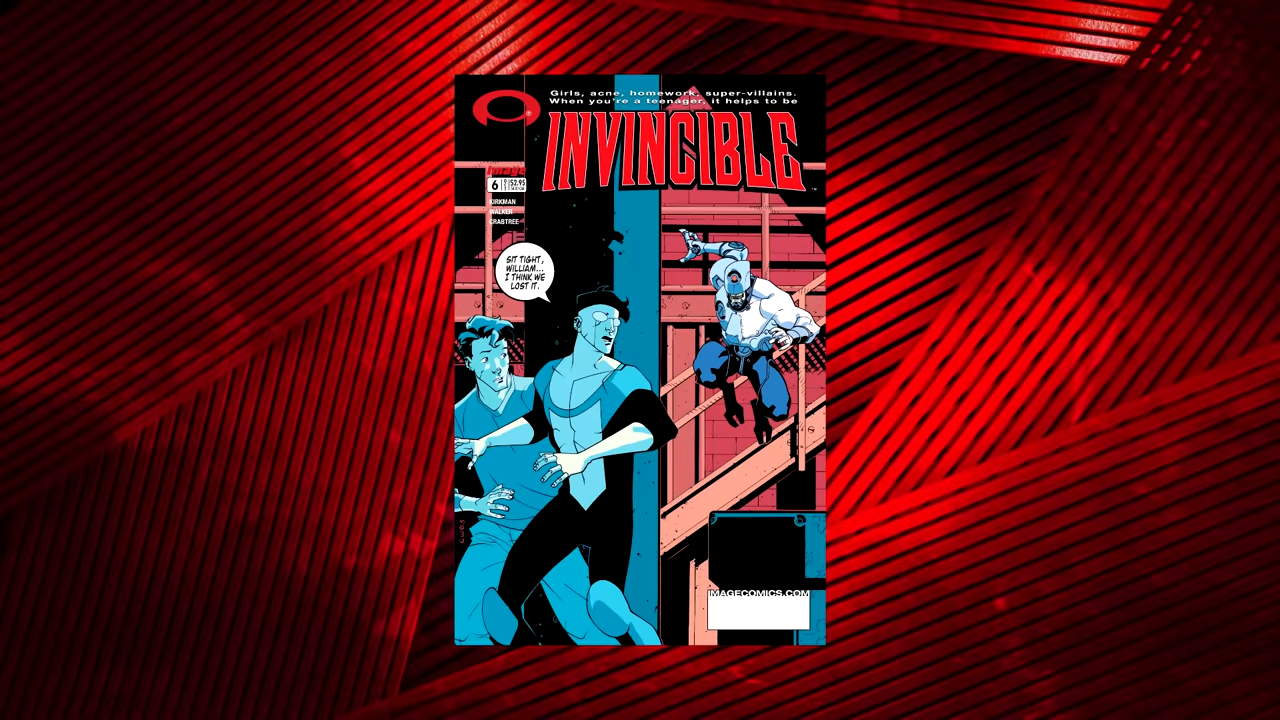 Girls, acne, homework, super-villains.
When you're a teenager, it helps to be
INVINCIBLE
image
6
$2.95
KIRKMAN
WALKER
CRABTREE
SIT TIGHT,
WILLIAM...
I THINK WE
LOST IT.
IMAGECOMICS.COM